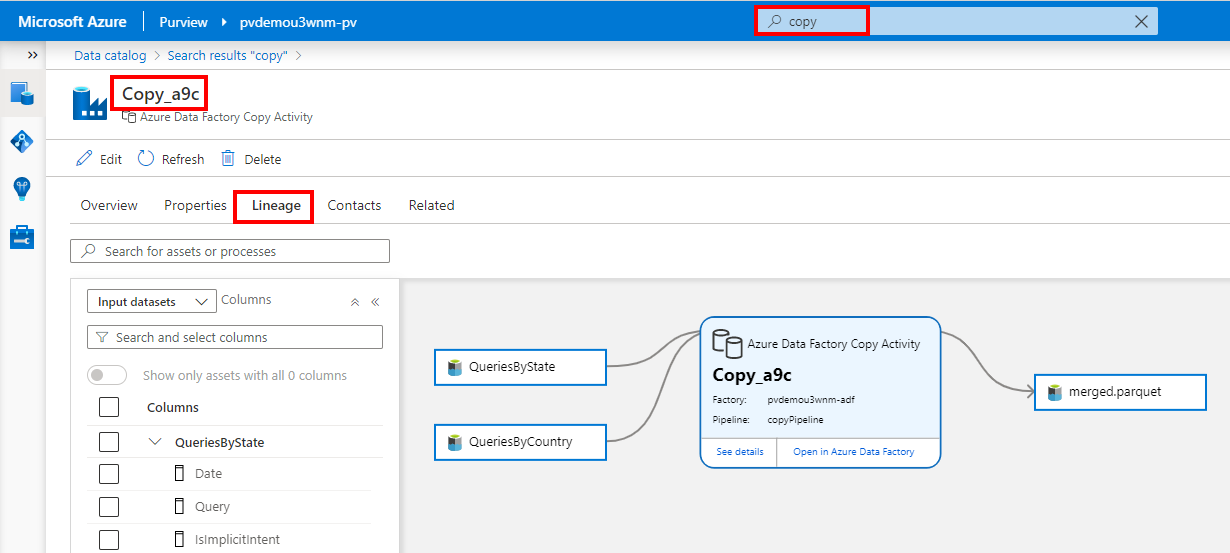 Microsoft Azure
Purview
pvdemou3wnm-pv
copy
Data catalog
Search results "copy"
Copy_a9c
Azure Data Factory Copy Activity
Edit
Refresh
Delete
Overview
Properties
Lineage
Contacts
Related
Search for assets or processes
Input datasets
Columns
Search and select columns
Show only assets with all 0 columns
Columns
QueriesByState
Date
Query
IsImplicitIntent
QueriesByState
QueriesByCountry
Azure Data Factory Copy Activity
Copy_a9c
Factory: pvdemou3wnm-adf
Pipeline: copyPipeline
See details
Open in Azure Data Factory
merged.parquet